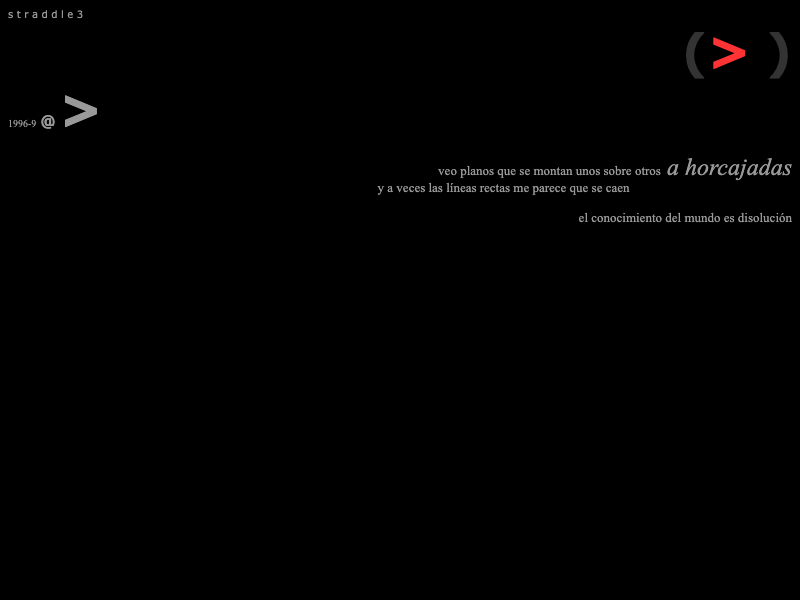 straddle3
(> )
1996-9 @ >
veo planos que se montan unos sobre otros a horcajadas
y a veces las líneas rectas me parece que se caen
el conocimiento del mundo es disolución